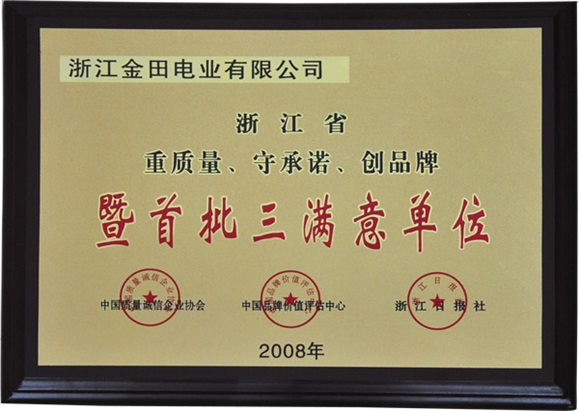 浙江金田电业有限公司
浙江省
重质量、守承诺、创品牌
暨首批三满意单位
中国质量诚信企业协会 中国品牌价值评估中心 浙江日报社
2008年